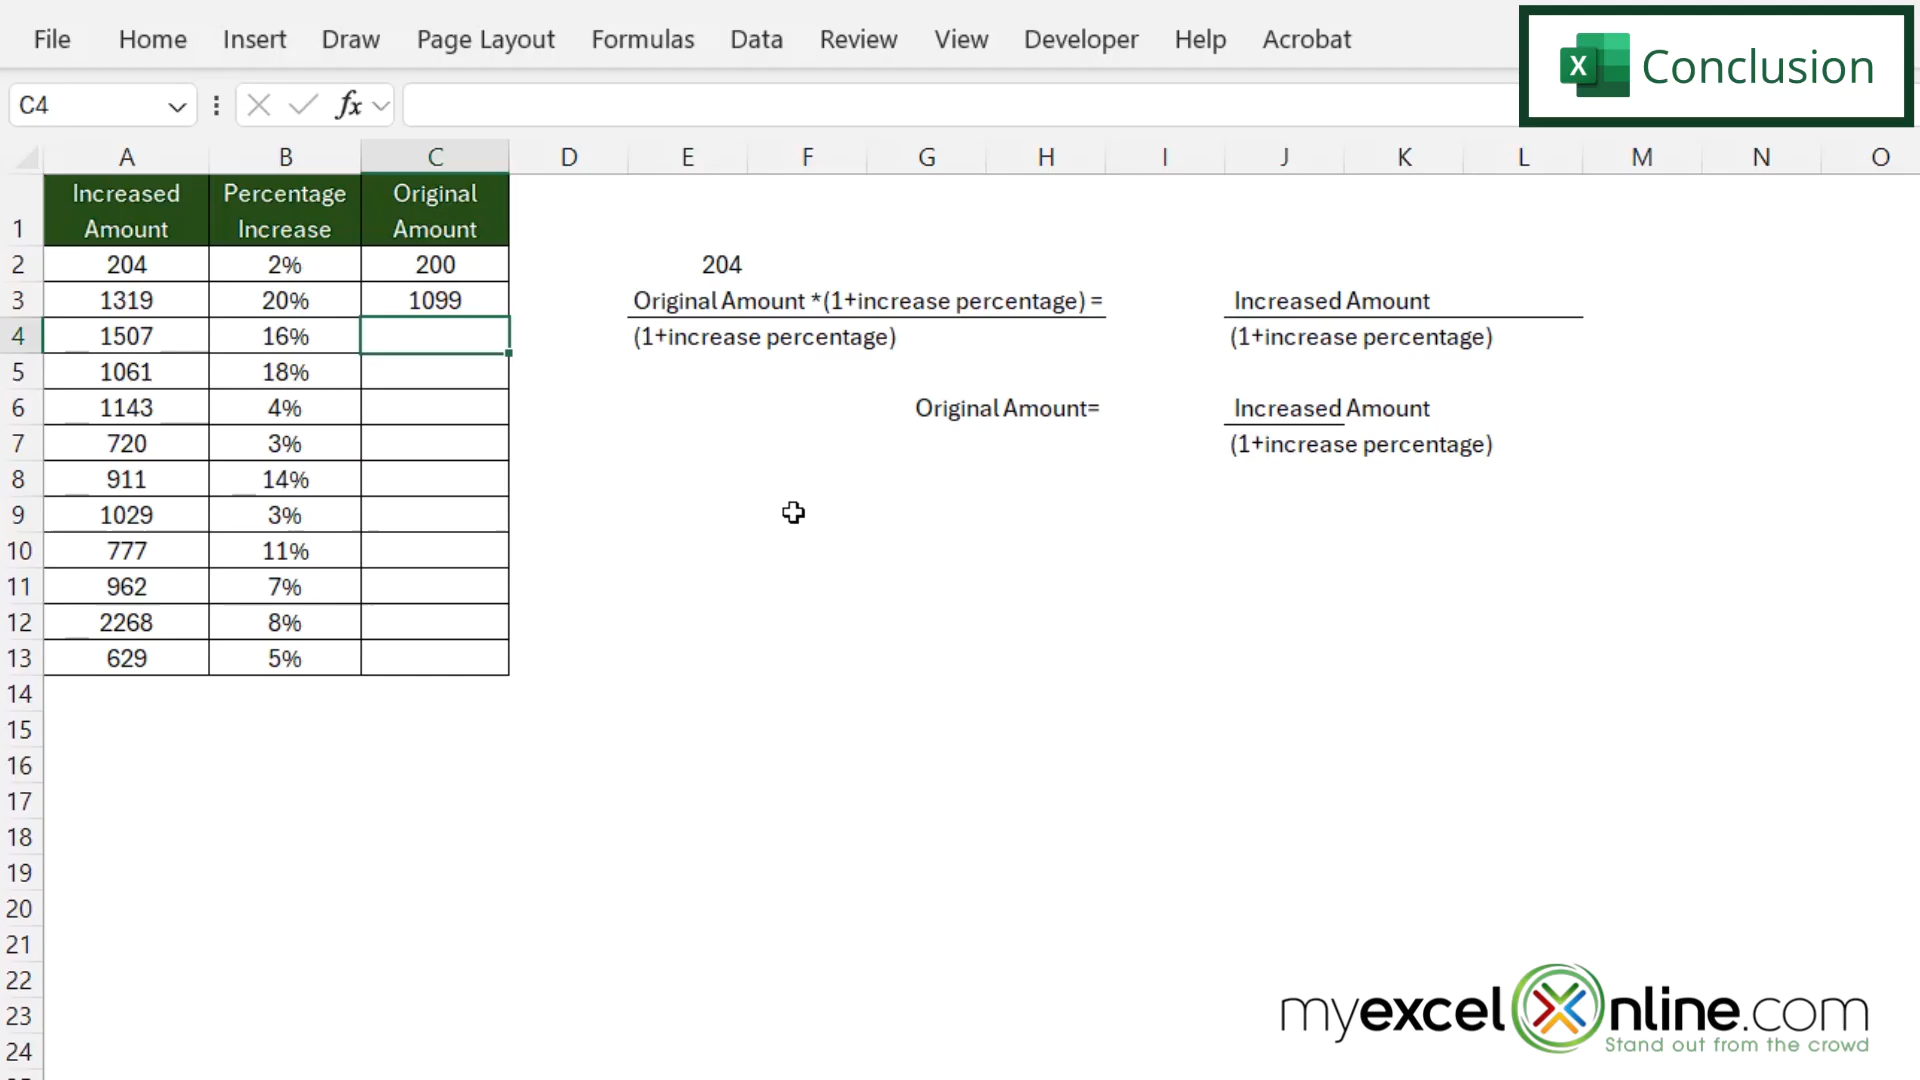 File Home Insert Draw Page Layout Formulas Data Review View Developer Help Acrobat
X Conclusion
C4 fx
A B C D E F G H I J K L M N O
Increased Percentage Original
1 Amount Increase Amount
2 204 2% 200 204
3 1319 20% 1099 Original Amount *(1+increase percentage) = Increased Amount
4 1507 16% (1+increase percentage) (1+increase percentage)
5 1061 18%
6 1143 4% Original Amount= Increased Amount
7 720 3% (1+increase percentage)
8 911 14%
9 1029 3%
10 777 11%
11 962 7%
12 2268 8%
13 629 5%
14
15
16
17
18
19
20
21
22
23
24
myexcelonline.com
Stand out from the crowd